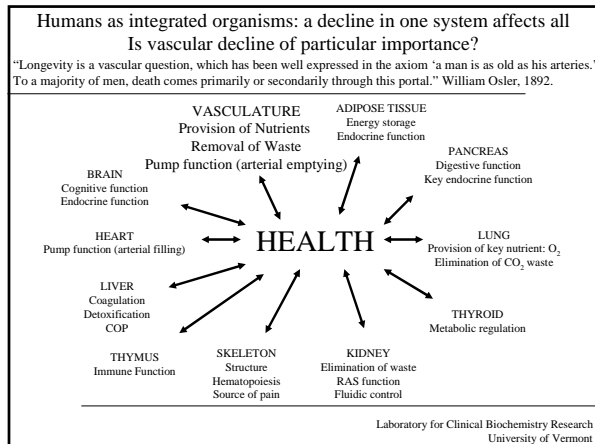 Humans as integrated organisms: a decline in one system affects all
Is vascular decline of particular importance?
“Longevity is a vascular question, which has been well expressed in the axiom ‘a man is as old as his arteries.’
To a majority of men, death comes primarily or secondarily through this portal.” William Osler, 1892.
VASCULATURE
Provision of Nutrients
Removal of Waste
Pump function (arterial emptying)
ADIPOSE TISSUE
Energy storage
Endocrine function
PANCREAS
Digestive function
Key endocrine function
BRAIN
Cognitive function
Endocrine function
HEART
Pump function (arterial filling)
HEALTH
LUNG
Provision of key nutrient: O2
Elimination of CO2 waste
LIVER
Coagulation
Detoxification
COP
THYROID
Metabolic regulation
THYMUS
Immune Function
SKELETON
Structure
Hematopoiesis
Source of pain
KIDNEY
Elimination of waste
RAS function
Fluidic control
Laboratory for Clinical Biochemistry Research
University of Vermont